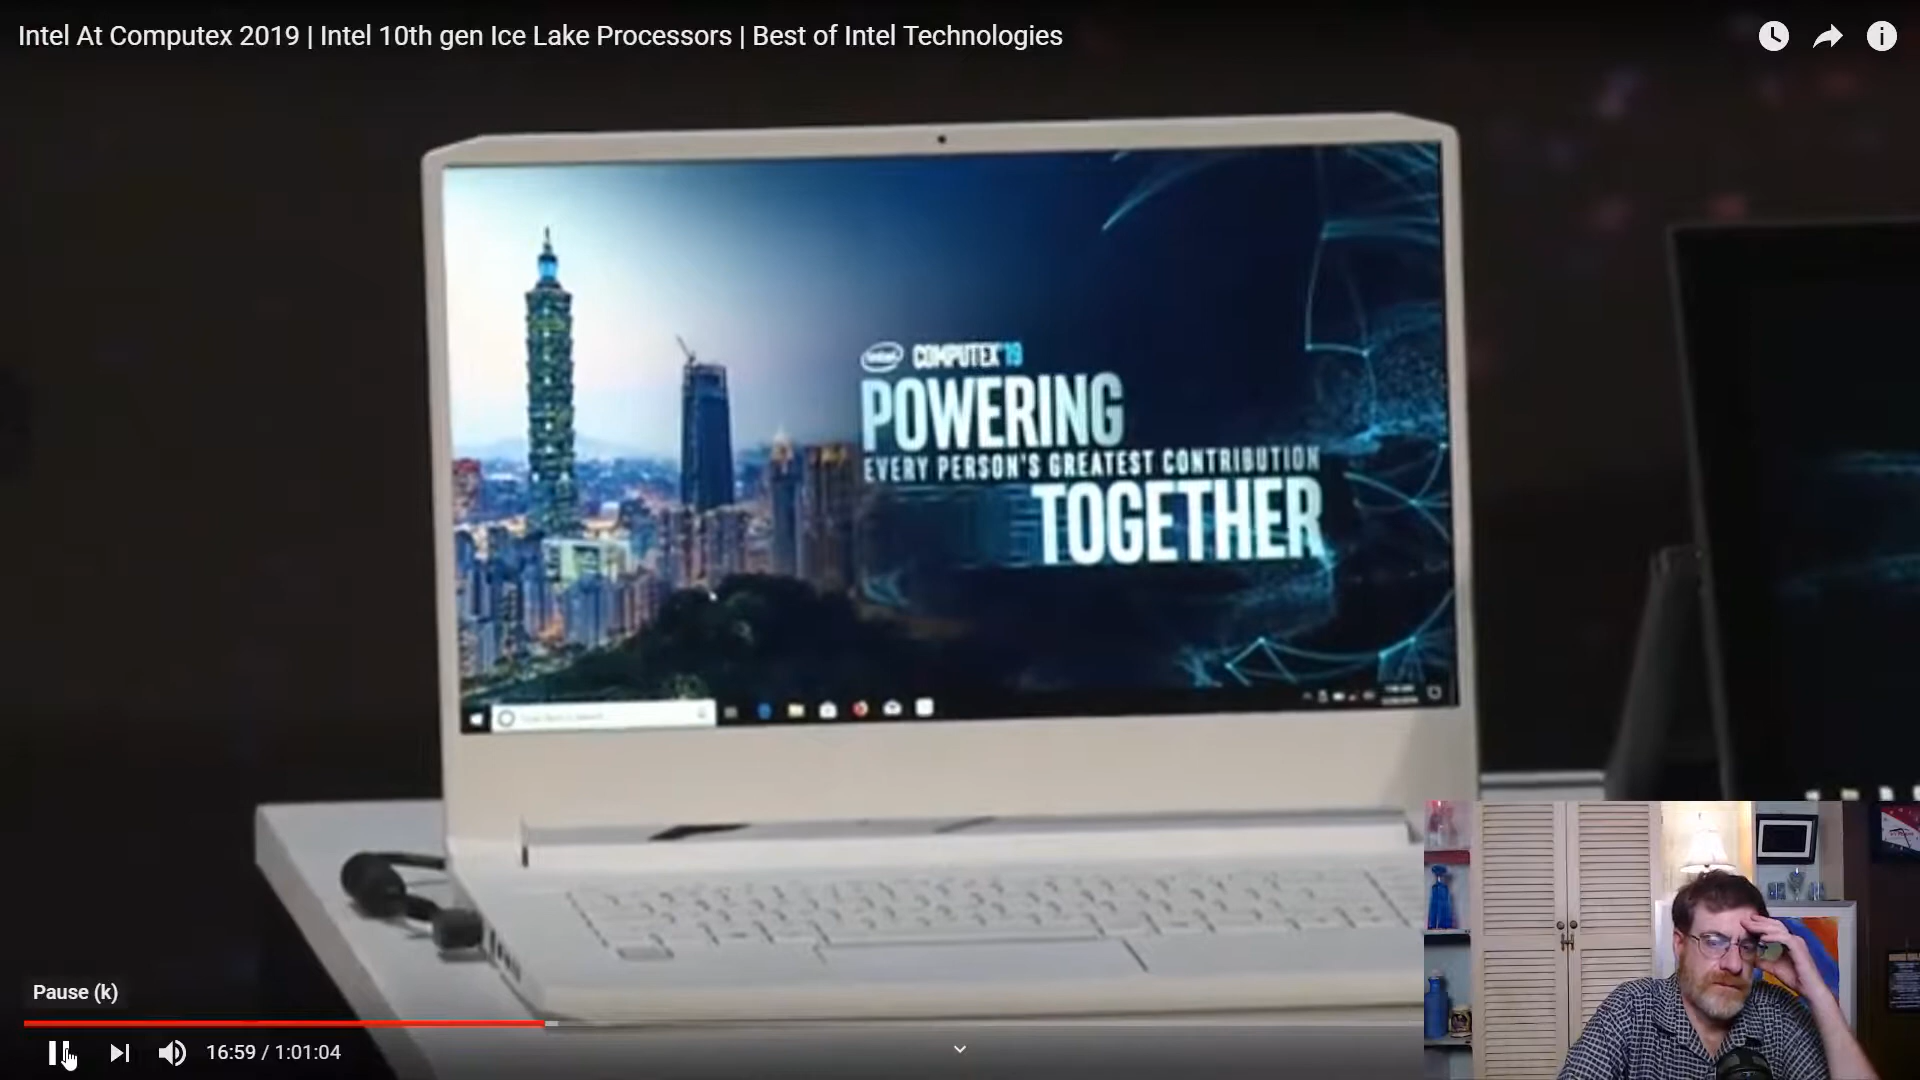 Intel At Computex 2019 | Intel 10th gen Ice Lake Processors | Best of Intel Technologies
intel COMPUTEX'19
POWERING
EVERY PERSON'S GREATEST CONTRIBUTION
TOGETHER
Pause (k)
16:59 / 1:01:04